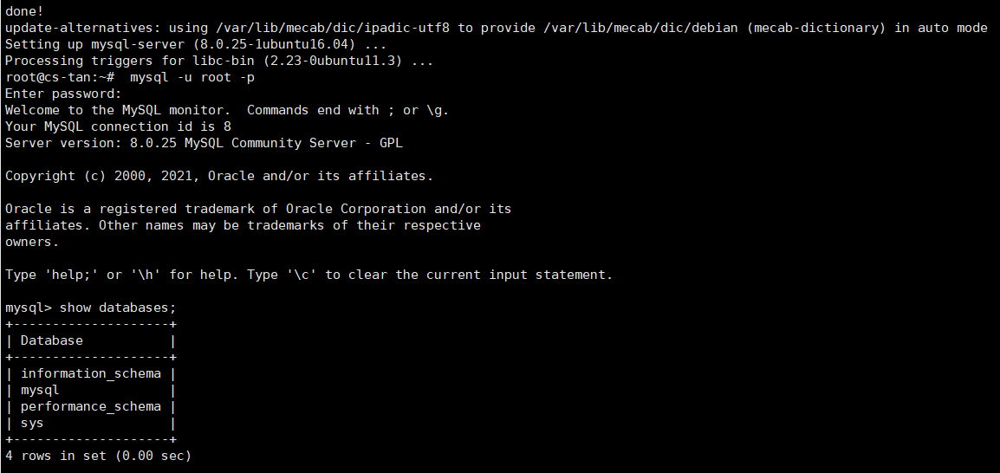 done!
update-alternatives: using /var/lib/mecab/dic/ipadic-utf8 to provide /var/lib/mecab/dic/debian (mecab-dictionary) in auto mode
Setting up mysql-server (8.0.25-1ubuntu16.04) ...
Processing triggers for libc-bin (2.23-0ubuntu11.3) ...
root@cs-tan:~#  mysql -u root -p
Enter password:
Welcome to the MySQL monitor.  Commands end with ; or \g.
Your MySQL connection id is 8
Server version: 8.0.25 MySQL Community Server - GPL

Copyright (c) 2000, 2021, Oracle and/or its affiliates.

Oracle is a registered trademark of Oracle Corporation and/or its
affiliates. Other names may be trademarks of their respective
owners.

Type 'help;' or '\h' for help. Type '\c' to clear the current input statement.

mysql> show databases;
+--------------------+
| Database           |
+--------------------+
| information_schema |
| mysql              |
| performance_schema |
| sys                |
+--------------------+
4 rows in set (0.00 sec)